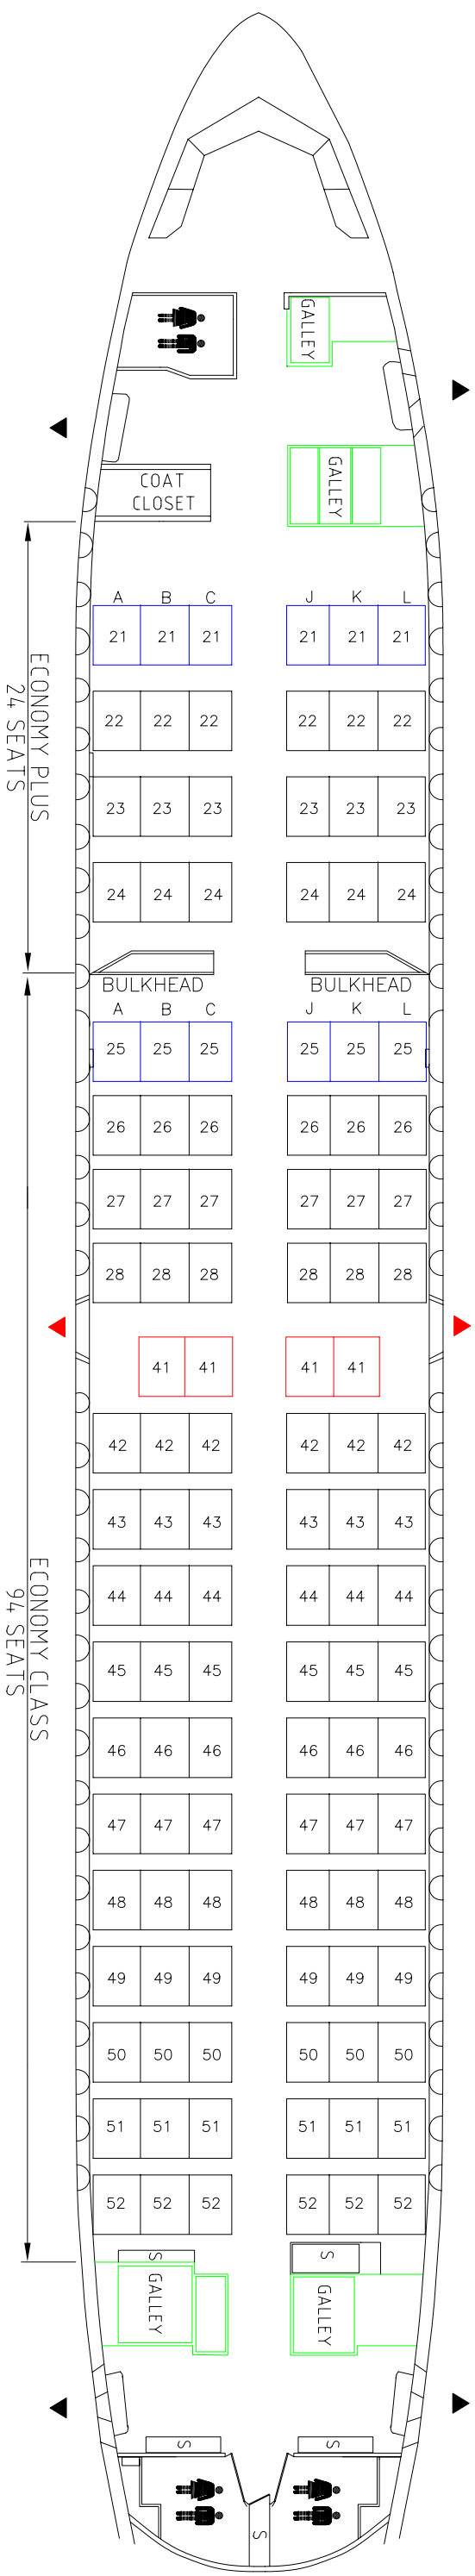 GALLEY
COAT
CLOSET
GALLEY
A B C J K L
21 21 21 21 21 21
ECONOMY PLUS
24 SEATS
22 22 22 22 22 22
23 23 23 23 23 23
24 24 24 24 24 24
BULKHEAD BULKHEAD
A B C J K L
25 25 25 25 25 25
26 26 26 26 26 26
27 27 27 27 27 27
28 28 28 28 28 28
41 41 41 41
42 42 42 42 42 42
43 43 43 43 43 43
ECONOMY CLASS
94 SEATS
44 44 44 44 44 44
45 45 45 45 45 45
46 46 46 46 46 46
47 47 47 47 47 47
48 48 48 48 48 48
49 49 49 49 49 49
50 50 50 50 50 50
51 51 51 51 51 51
52 52 52 52 52 52
S S
GALLEY GALLEY
S S
S